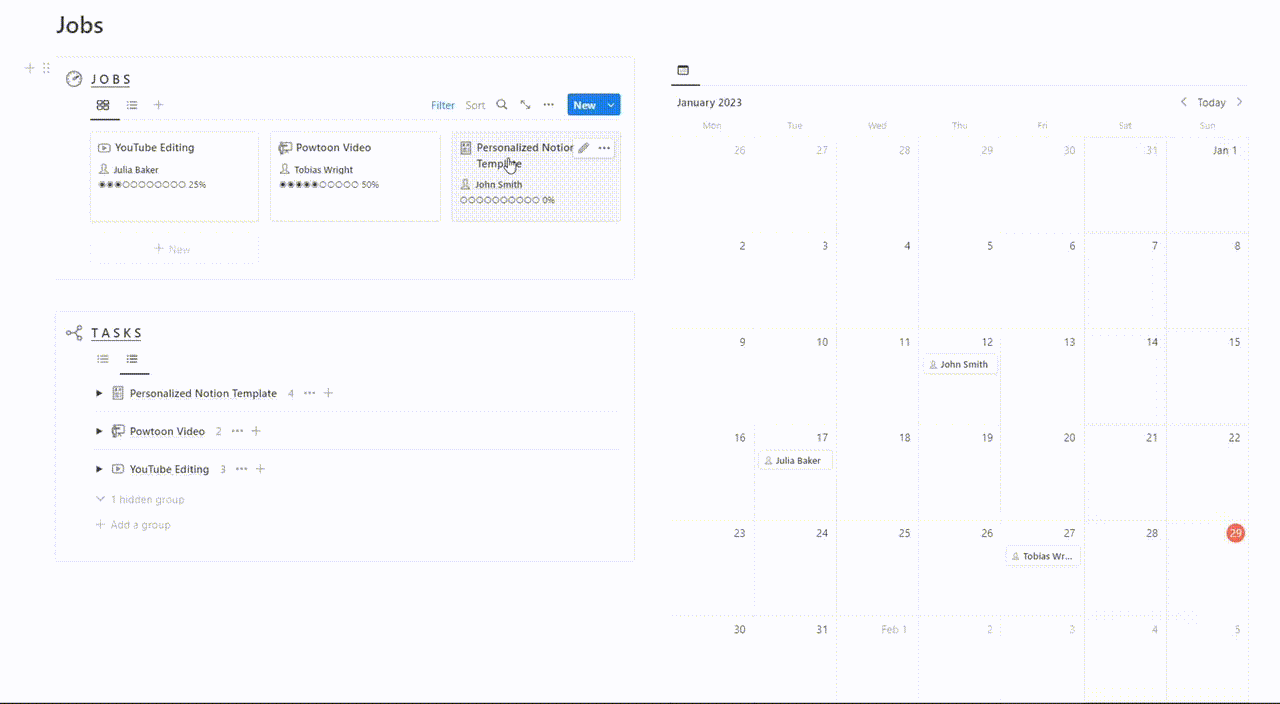 Jobs
JOBS
Filter Sort New
YouTube Editing
Julia Baker
25%
Powtoon Video
Tobias Wright
50%
Personalized Notion
Template
John Smith
0%
New
TASKS
Personalized Notion Template 4
Powtoon Video 2
YouTube Editing 3
1 hidden group
Add a group
January 2023 Today
Mon Tue Wed Thu Fri Sat Sun
26 27 28 29 30 31 Jan 1
2 3 4 5 6 7 8
9 10 11 12 13 14 15
John Smith
16 17 18 19 20 21 22
Julia Baker
23 24 25 26 27 28 29
Tobias Wr...
30 31 Feb 1 2 3 4 5